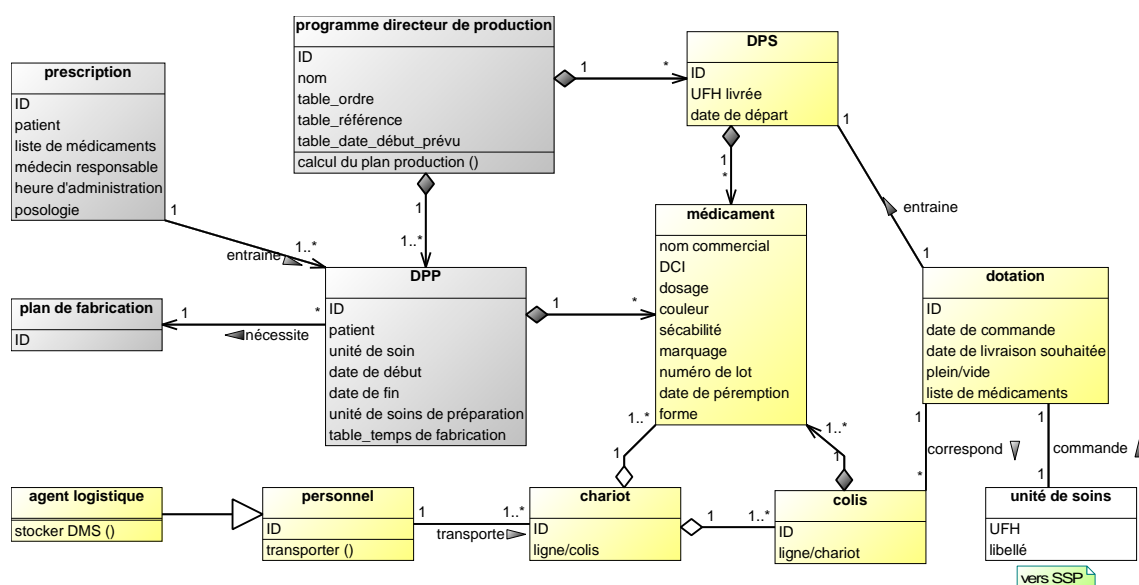 programme directeur de production
ID
nom
table_ordre
table_référence
table_date_début_prévu
calcul du plan production ()
DPS
ID
UFH livrée
date de départ
prescription
ID
patient
liste de médicaments
médecin responsable
heure d'administration
posologie
1
*
1
1
1..*
1
*
1
entraine
1
1..*
entraine
médicament
nom commercial
DCI
dosage
couleur
sécabilité
marquage
numéro de lot
date de péremption
forme
DPP
ID
patient
unité de soin
date de début
date de fin
unité de soins de préparation
table_temps de fabrication
dotation
ID
date de commande
date de livraison souhaitée
plein/vide
liste de médicaments
1
plan de fabrication
ID
1
*
nécessite
1
*
1..*
1
1..*
1
1
*
correspond
1
1
commande
agent logistique
stocker DMS ()
personnel
ID
transporter ()
1
1..*
transporte
chariot
ID
ligne/colis
1
1..*
colis
ID
ligne/chariot
unité de soins
UFH
libellé
vers SSP